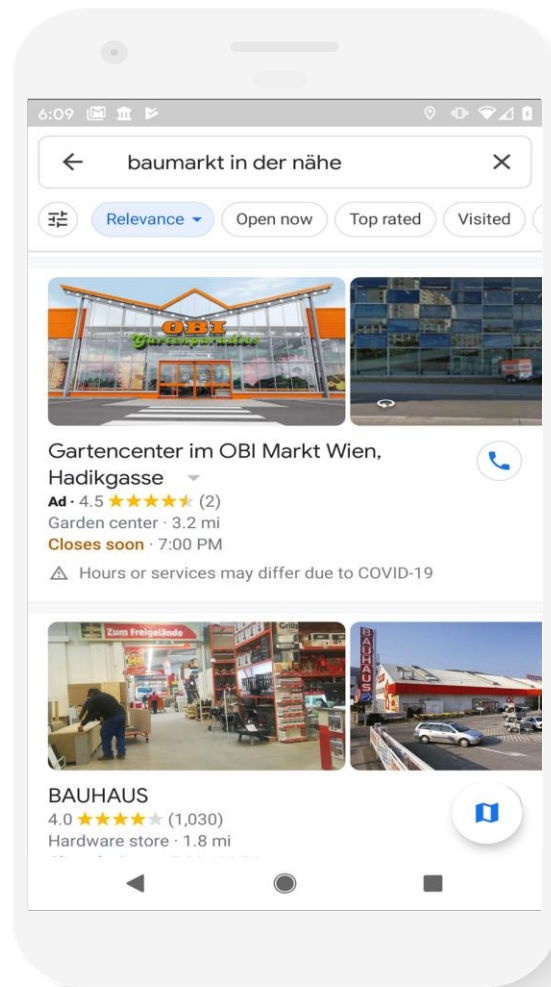 6:09
baumarkt in der nähe
Relevance
Open now
Top rated
Visited
OBI
Gartenparadies
Gartencenter im OBI Markt Wien,
Hadikgasse
Ad · 4.5 (2)
Garden center · 3.2 mi
Closes soon · 7:00 PM
Hours or services may differ due to COVID-19
Zum Freigelände
BAUHAUS
BAUHAUS
4.0 (1,030)
Hardware store · 1.8 mi